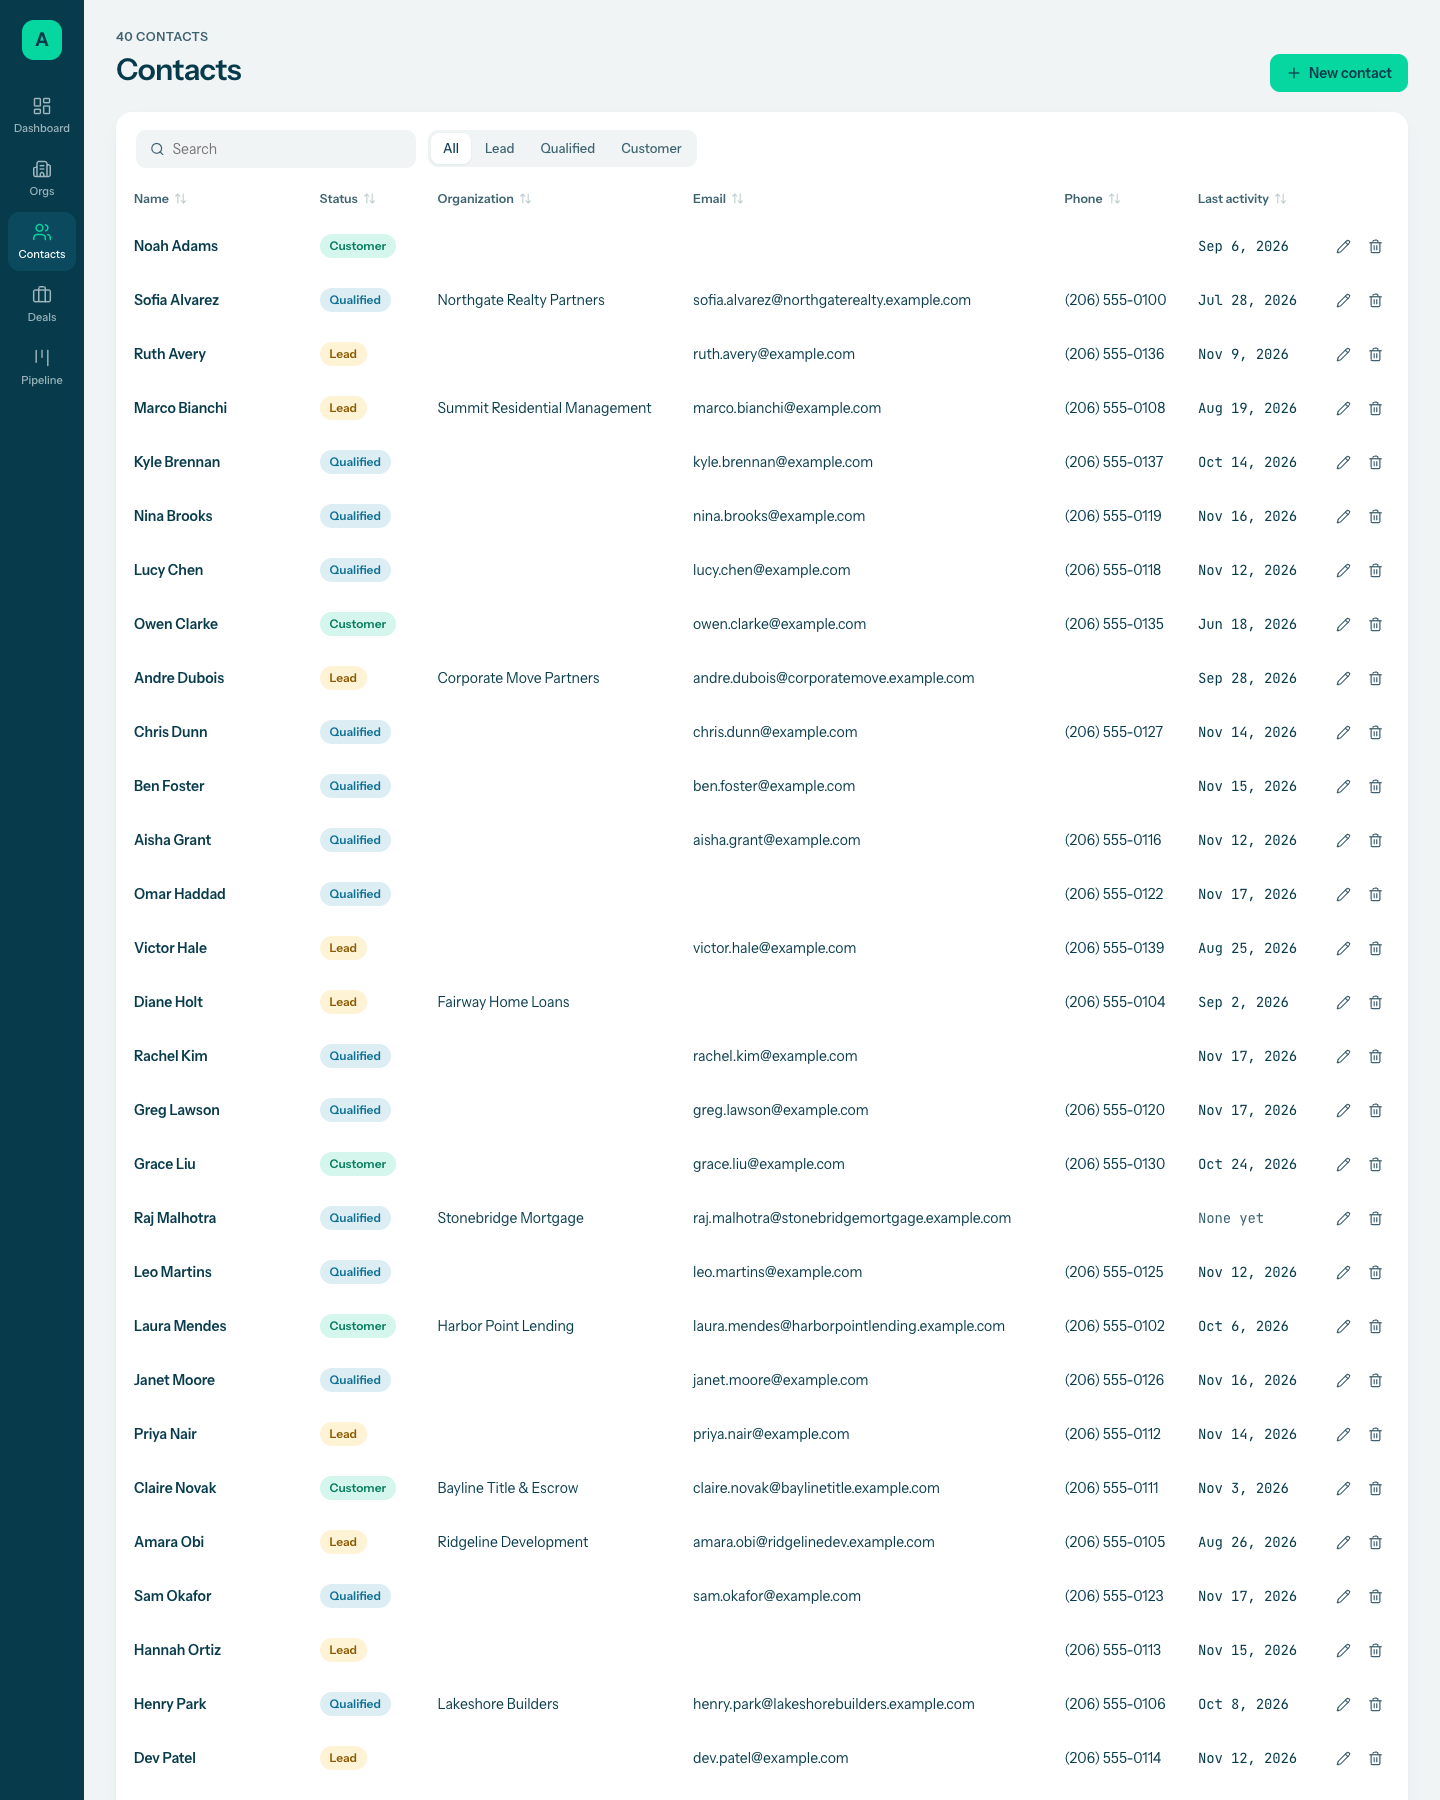 A
Dashboard
Orgs
Contacts
Deals
Pipeline
40 CONTACTS
Contacts
New contact
Search
All Lead Qualified Customer
Name Status Organization Email Phone Last activity
Noah Adams Customer Sep 6, 2026
Sofia Alvarez Qualified Northgate Realty Partners sofia.alvarez@northgaterealty.example.com (206) 555-0100 Jul 28, 2026
Ruth Avery Lead ruth.avery@example.com (206) 555-0136 Nov 9, 2026
Marco Bianchi Lead Summit Residential Management marco.bianchi@example.com (206) 555-0108 Aug 19, 2026
Kyle Brennan Qualified kyle.brennan@example.com (206) 555-0137 Oct 14, 2026
Nina Brooks Qualified nina.brooks@example.com (206) 555-0119 Nov 16, 2026
Lucy Chen Qualified lucy.chen@example.com (206) 555-0118 Nov 12, 2026
Owen Clarke Customer owen.clarke@example.com (206) 555-0135 Jun 18, 2026
Andre Dubois Lead Corporate Move Partners andre.dubois@corporatemove.example.com Sep 28, 2026
Chris Dunn Qualified chris.dunn@example.com (206) 555-0127 Nov 14, 2026
Ben Foster Qualified ben.foster@example.com Nov 15, 2026
Aisha Grant Qualified aisha.grant@example.com (206) 555-0116 Nov 12, 2026
Omar Haddad Qualified (206) 555-0122 Nov 17, 2026
Victor Hale Lead victor.hale@example.com (206) 555-0139 Aug 25, 2026
Diane Holt Lead Fairway Home Loans (206) 555-0104 Sep 2, 2026
Rachel Kim Qualified rachel.kim@example.com Nov 17, 2026
Greg Lawson Qualified greg.lawson@example.com (206) 555-0120 Nov 17, 2026
Grace Liu Customer grace.liu@example.com (206) 555-0130 Oct 24, 2026
Raj Malhotra Qualified Stonebridge Mortgage raj.malhotra@stonebridgemortgage.example.com None yet
Leo Martins Qualified leo.martins@example.com (206) 555-0125 Nov 12, 2026
Laura Mendes Customer Harbor Point Lending laura.mendes@harborpointlending.example.com (206) 555-0102 Oct 6, 2026
Janet Moore Qualified janet.moore@example.com (206) 555-0126 Nov 16, 2026
Priya Nair Lead priya.nair@example.com (206) 555-0112 Nov 14, 2026
Claire Novak Customer Bayline Title & Escrow claire.novak@baylinetitle.example.com (206) 555-0111 Nov 3, 2026
Amara Obi Lead Ridgeline Development amara.obi@ridgelinedev.example.com (206) 555-0105 Aug 26, 2026
Sam Okafor Qualified sam.okafor@example.com (206) 555-0123 Nov 17, 2026
Hannah Ortiz Lead (206) 555-0113 Nov 15, 2026
Henry Park Qualified Lakeshore Builders henry.park@lakeshorebuilders.example.com (206) 555-0106 Oct 8, 2026
Dev Patel Lead dev.patel@example.com (206) 555-0114 Nov 12, 2026